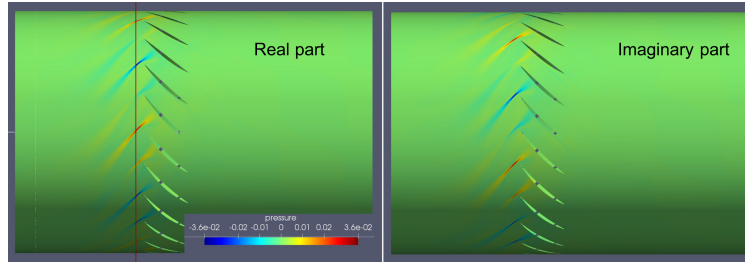 Real part
Imaginary part
pressure
-3.6e-02 -0.02 -0.01 0 0.01 0.02 3.6e-02